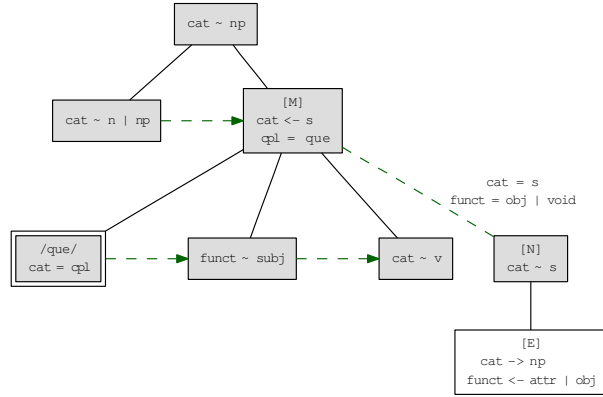 cat ~ np
cat ~ n | np
[M]
cat <- s
cpl = que
cat = s
funct = obj | void
/que/
cat = cpl
funct ~ subj
cat ~ v
[N]
cat ~ s
[E]
cat -> np
funct <- attr | obj